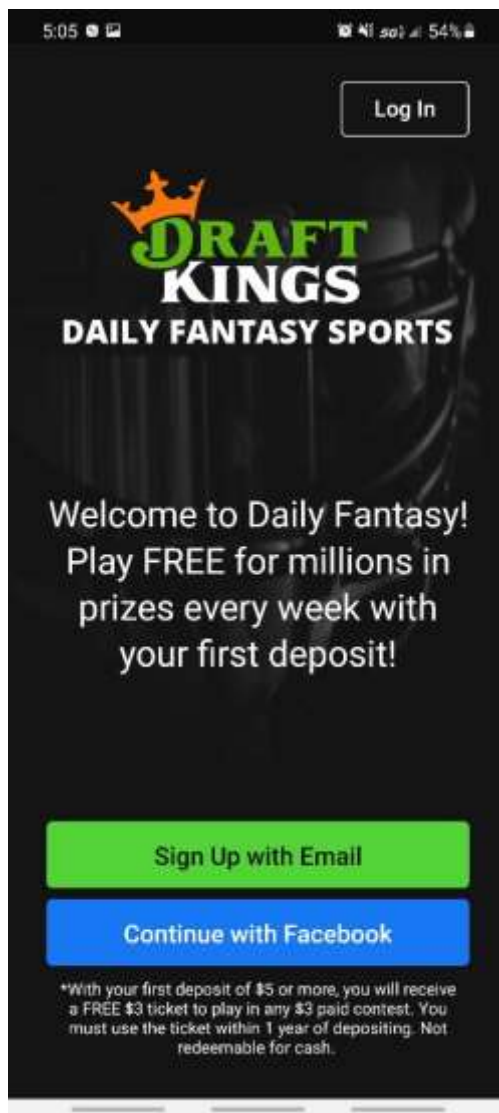 5:05
54%
Log In
DRAFT
KINGS
DAILY FANTASY SPORTS
Welcome to Daily Fantasy!
Play FREE for millions in
prizes every week with
your first deposit!
Sign Up with Email
Continue with Facebook
*With your first deposit of $5 or more, you will receive
a FREE $3 ticket to play in any $3 paid contest. You
must use the ticket within 1 year of depositing. Not
redeemable for cash.